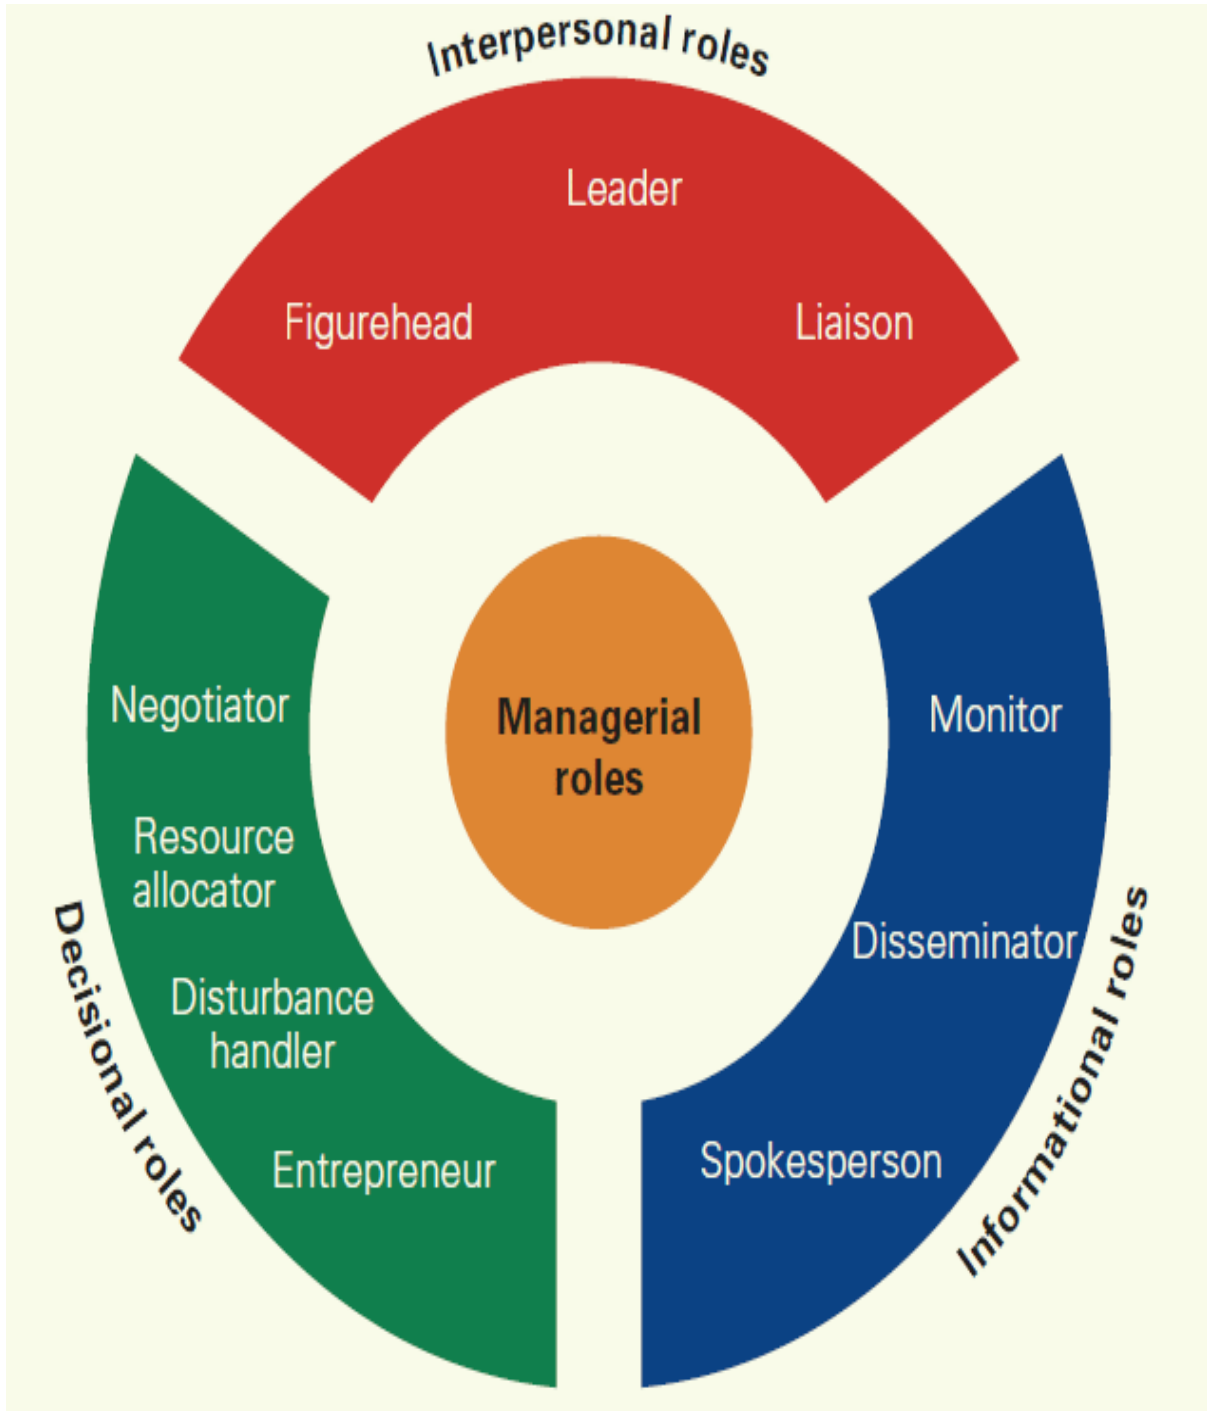 Interpersonal roles
Leader
Figurehead
Liaison
Managerial
roles
Negotiator
Resource
allocator
Disturbance
handler
Entrepreneur
Decisional roles
Monitor
Disseminator
Spokesperson
Informational roles